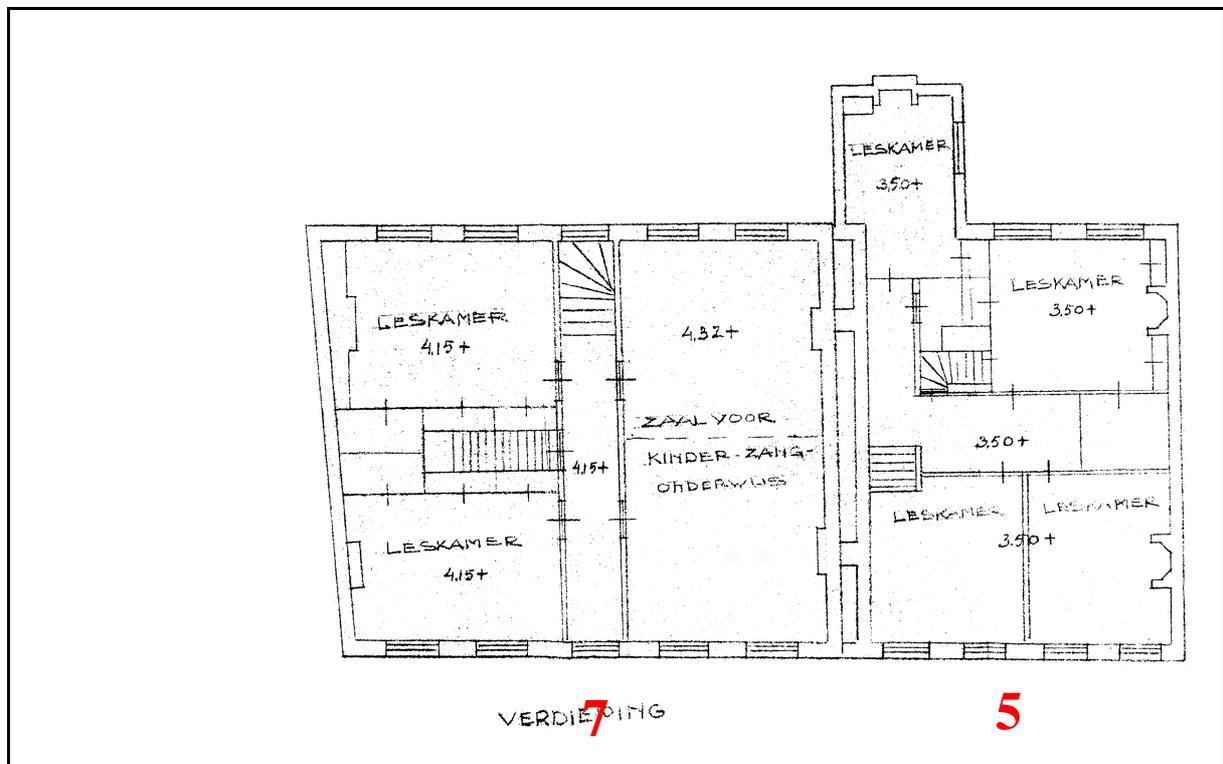 LESKAMER
3,50+
LESKAMER
4,15+
4,32+
LESKAMER
3,50+
ZAAL VOOR
KINDER-ZANG-
ONDERWIJS
4,15+
3,50+
LESKAMER
4,15+
LESKAMER
LESKAMER
3,50+
VERDIEPING
7
5